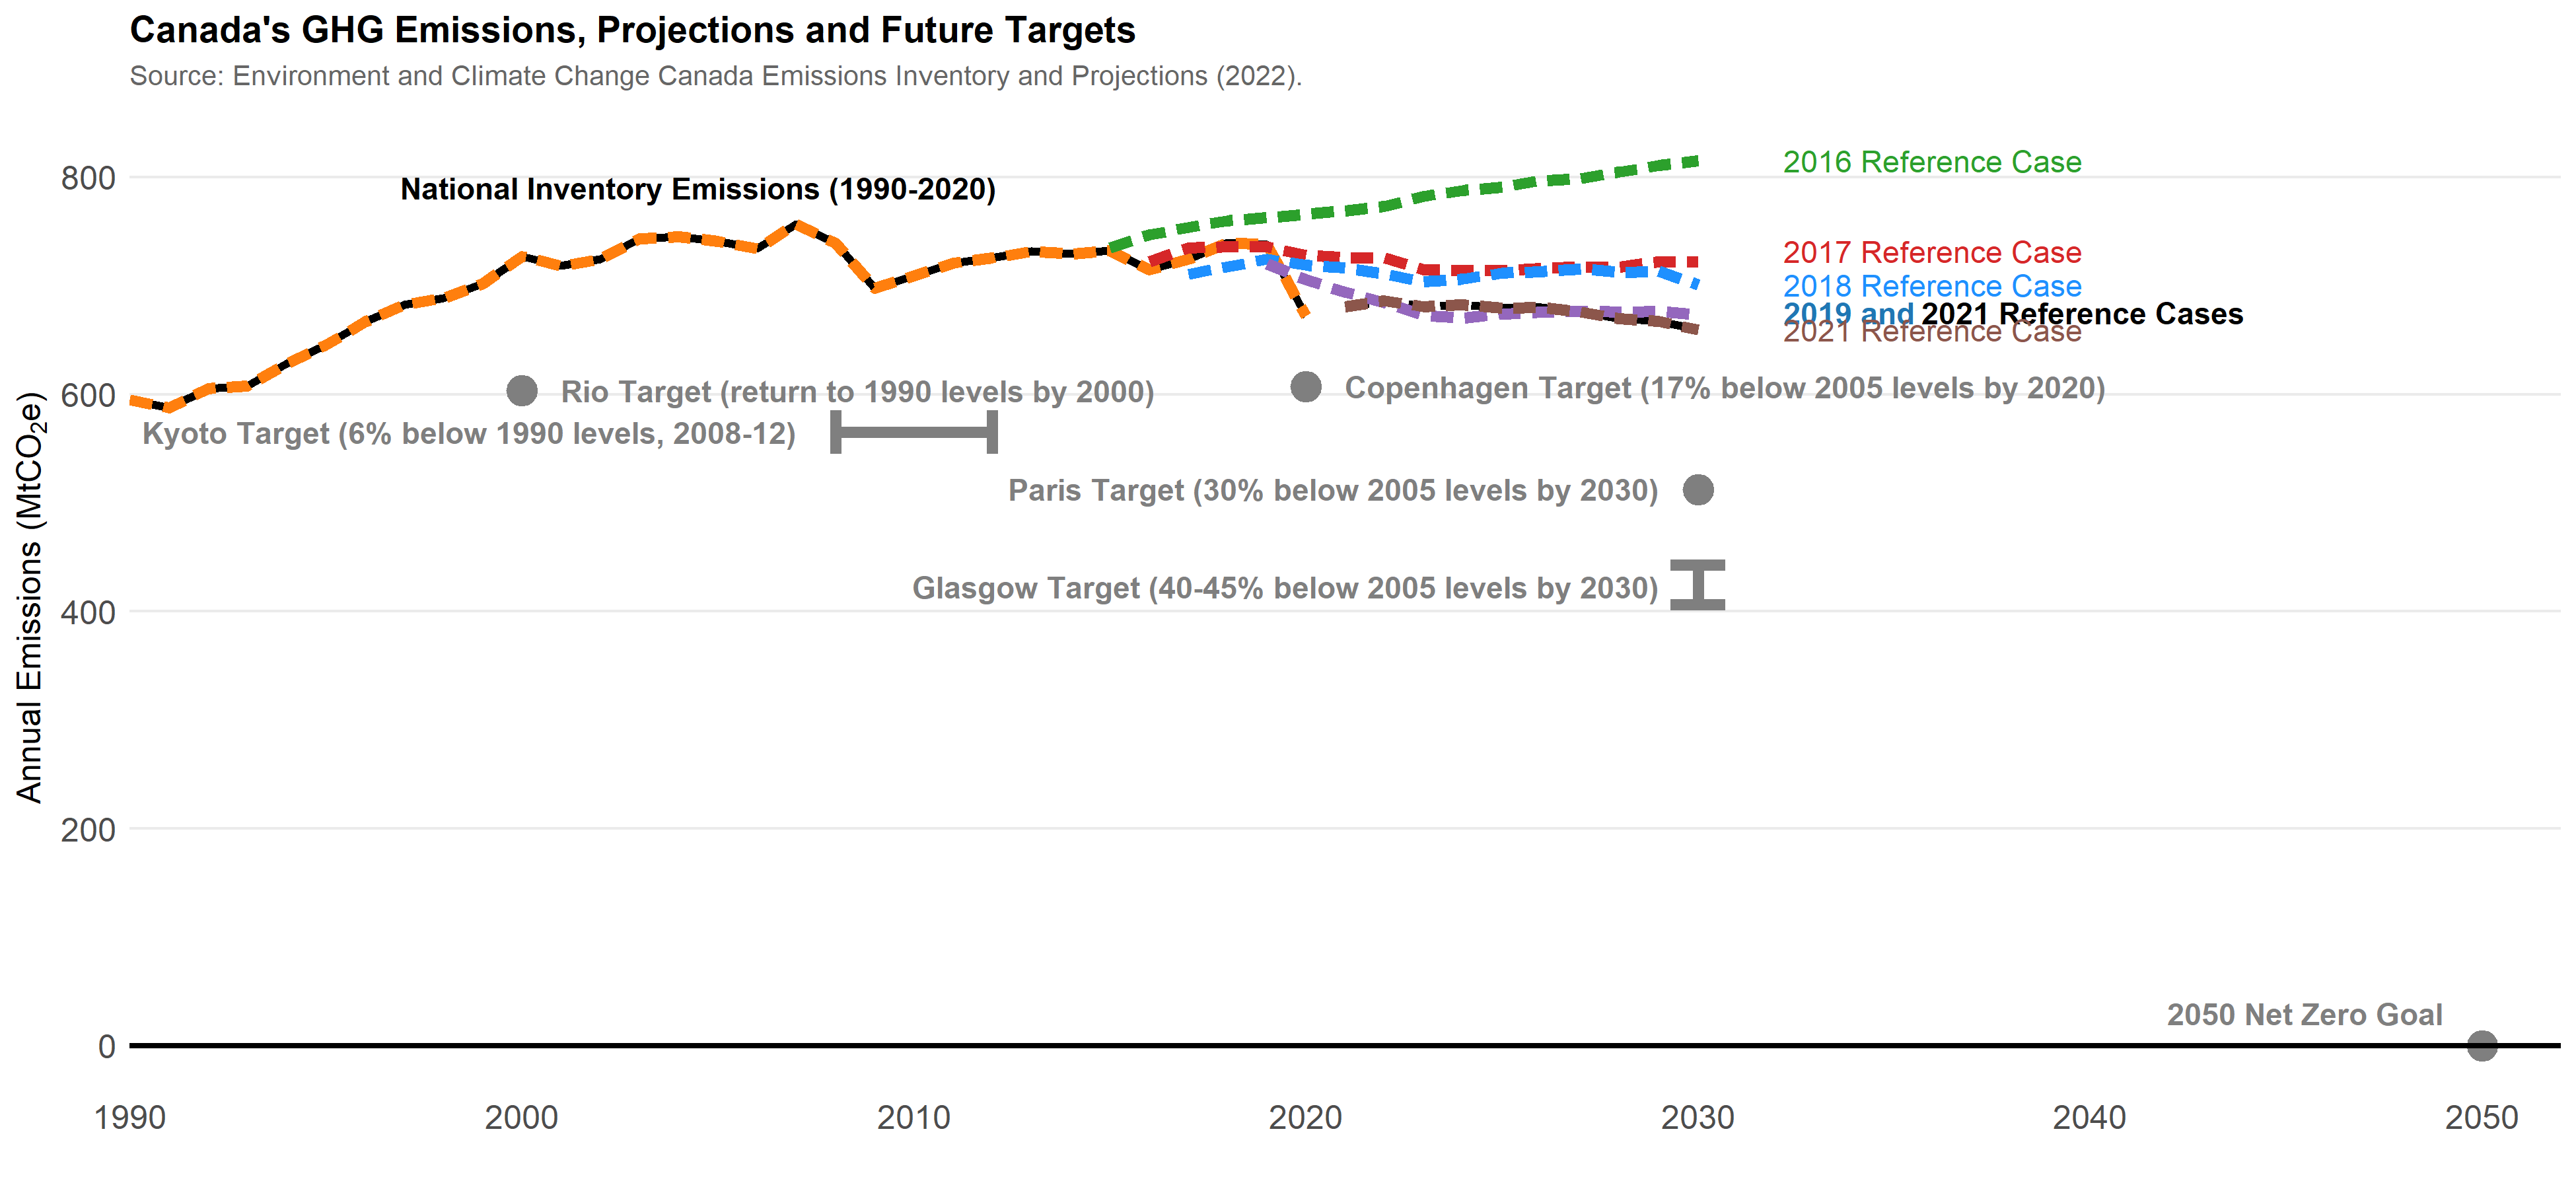 Canada's GHG Emissions, Projections and Future Targets
Source: Environment and Climate Change Canada Emissions Inventory and Projections (2022).
Annual Emissions (MtCO₂e)
800
600
400
200
0
National Inventory Emissions (1990-2020)
2016 Reference Case
2017 Reference Case
2018 Reference Case
2019 and 2021 Reference Cases
2021 Reference Case
Rio Target (return to 1990 levels by 2000)
Copenhagen Target (17% below 2005 levels by 2020)
Kyoto Target (6% below 1990 levels, 2008-12)
Paris Target (30% below 2005 levels by 2030)
Glasgow Target (40-45% below 2005 levels by 2030)
2050 Net Zero Goal
1990 2000 2010 2020 2030 2040 2050